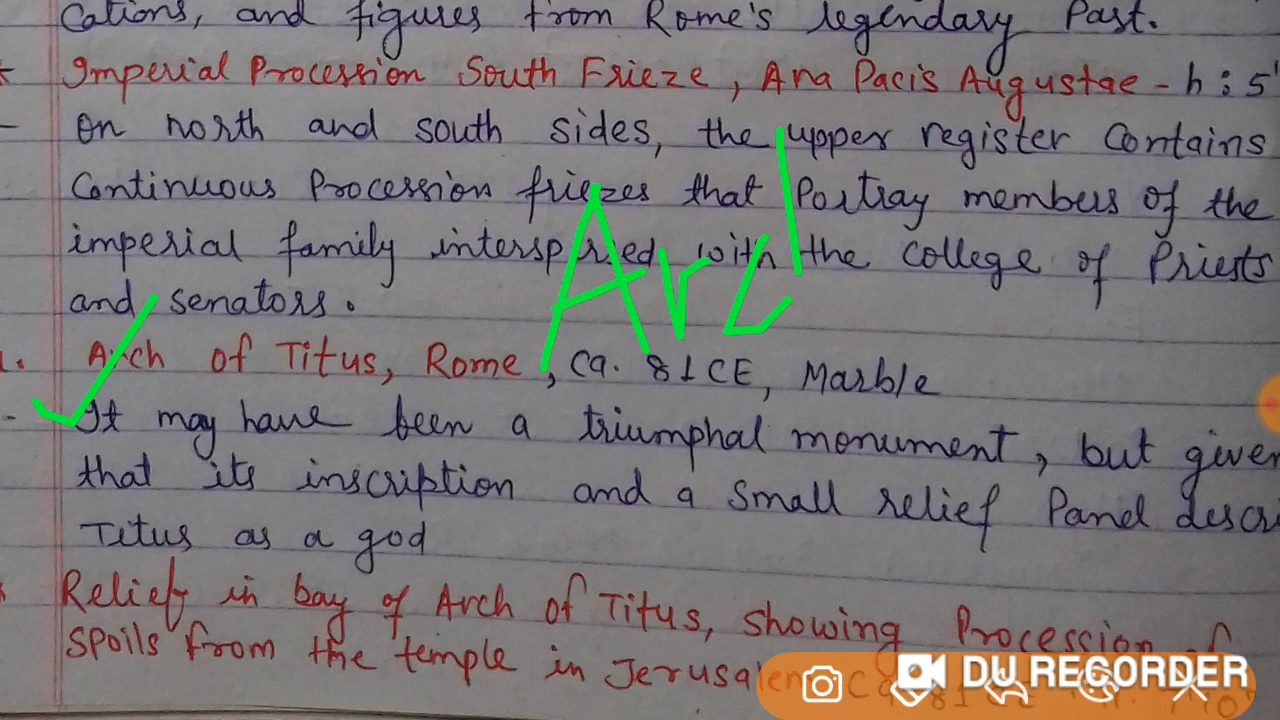 cations, and figures from Rome's legendary Past.
Imperial Procession South Frieze, Ara Pacis Augustae - h: 5'
on north and south sides, the upper register contains
Continuous Procession friezes that Portray members of the
imperial family interspersed with the college of Priests
and senators.
Arcl
1. Arch of Titus, Rome, ca. 81 CE, Marble
- It may have been a triumphal monument, but given
that its inscription and a small relief Panel descri
Titus as a god
Relief in bay of Arch of Titus, showing Procession of
spoils from the temple in Jerusalem
DU RECORDER